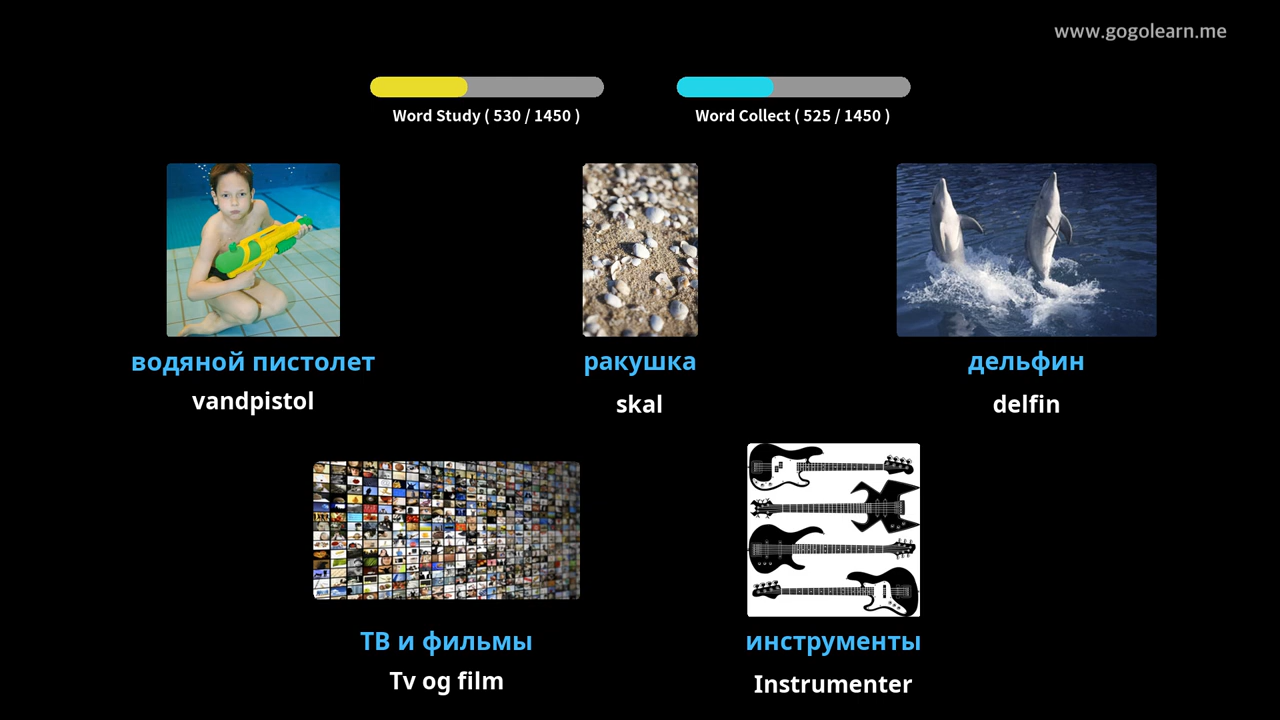 www.gogolearn.me
Word Study ( 530 / 1450 )
Word Collect ( 525 / 1450 )
водяной пистолет
vandpistol
ракушка
skal
дельфин
delfin
ТВ и фильмы
Tv og film
инструменты
Instrumenter